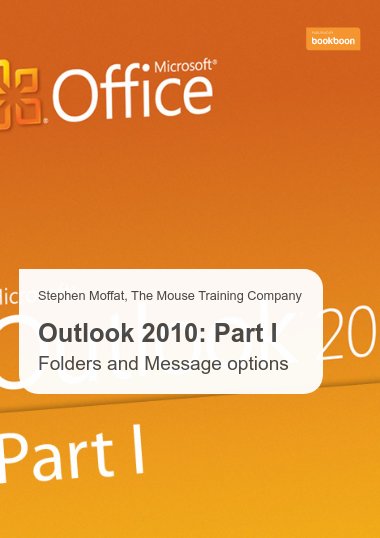 bookboon
Microsoft®
Office
Stephen Moffat, The Mouse Training Company
Outlook 2010: Part I
Folders and Message options
Part I